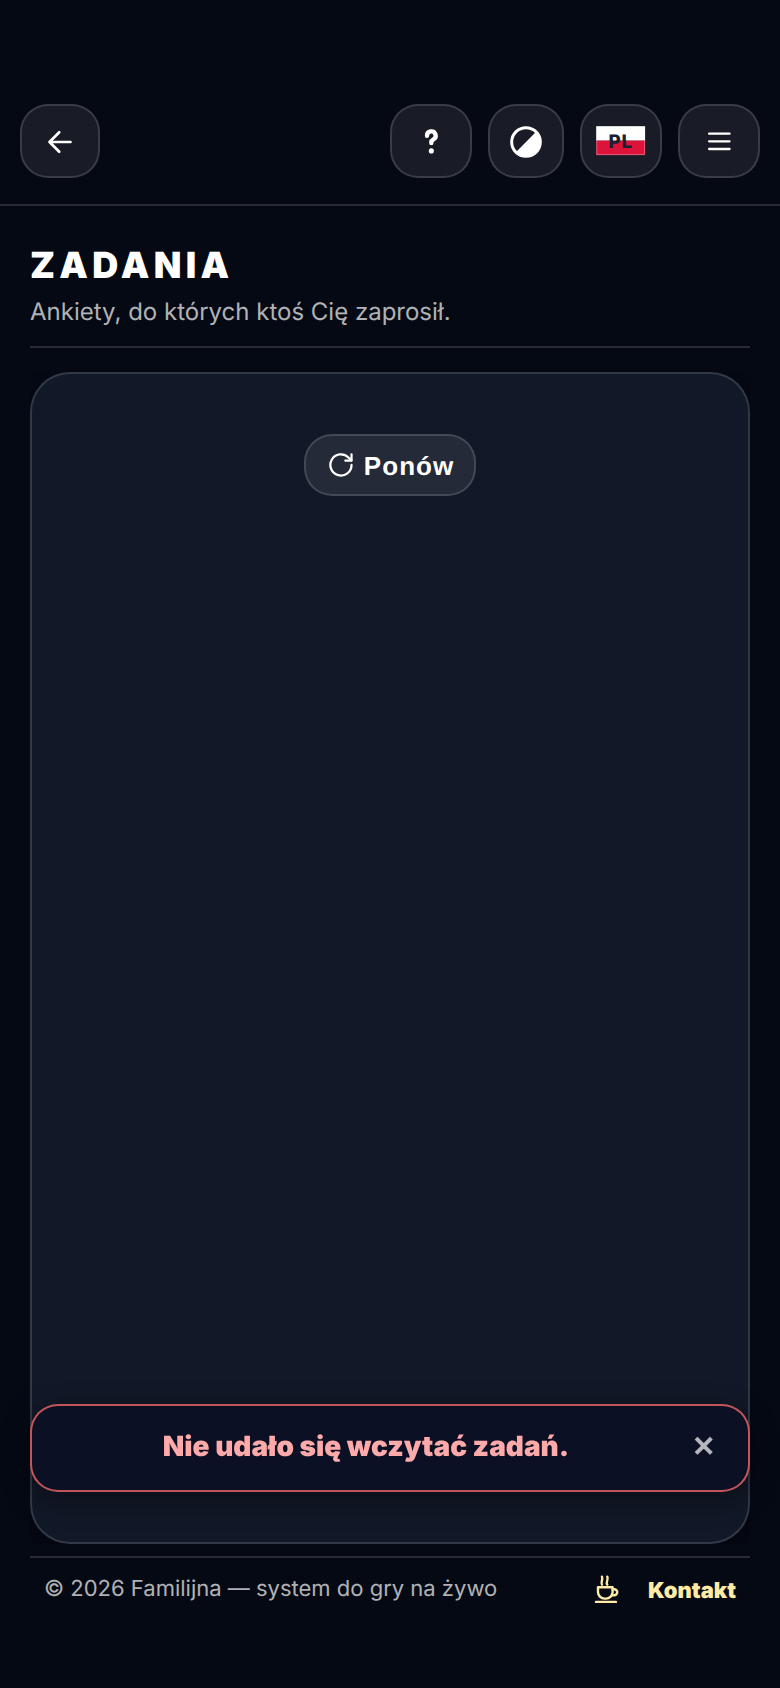 ?
PL
ZADANIA
Ankiety, do których ktoś Cię zaprosił.
Ponów
Nie udało się wczytać zadań. ✕
© 2026 Familijna — system do gry na żywo Kontakt